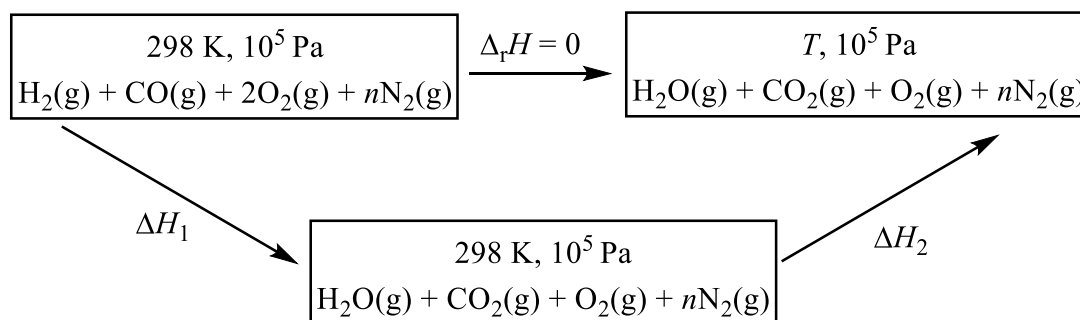 298 K, 10⁵ Pa
H₂(g) + CO(g) + 2O₂(g) + nN₂(g)
ΔᵣH = 0
T, 10⁵ Pa
H₂O(g) + CO₂(g) + O₂(g) + nN₂(g)
ΔH₁
298 K, 10⁵ Pa
H₂O(g) + CO₂(g) + O₂(g) + nN₂(g)
ΔH₂